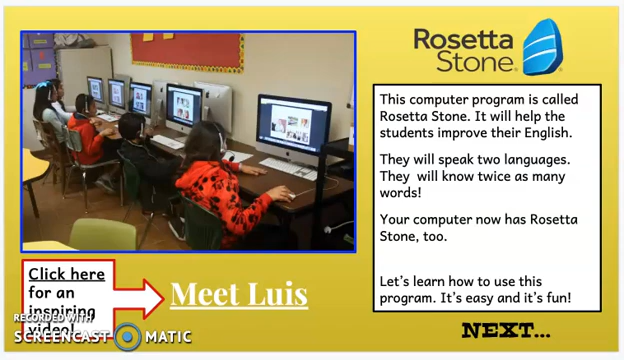 Rosetta
Stone
This computer program is called
Rosetta Stone. It will help the
students improve their English.
They will speak two languages.
They will know twice as many
words!
Your computer now has Rosetta
Stone, too.
Let's learn how to use this
program. It's easy and it's fun!
Click here
for an
inspiring
video!
Meet Luis
NEXT...
RECORDED WITH
SCREENCAST MATIC